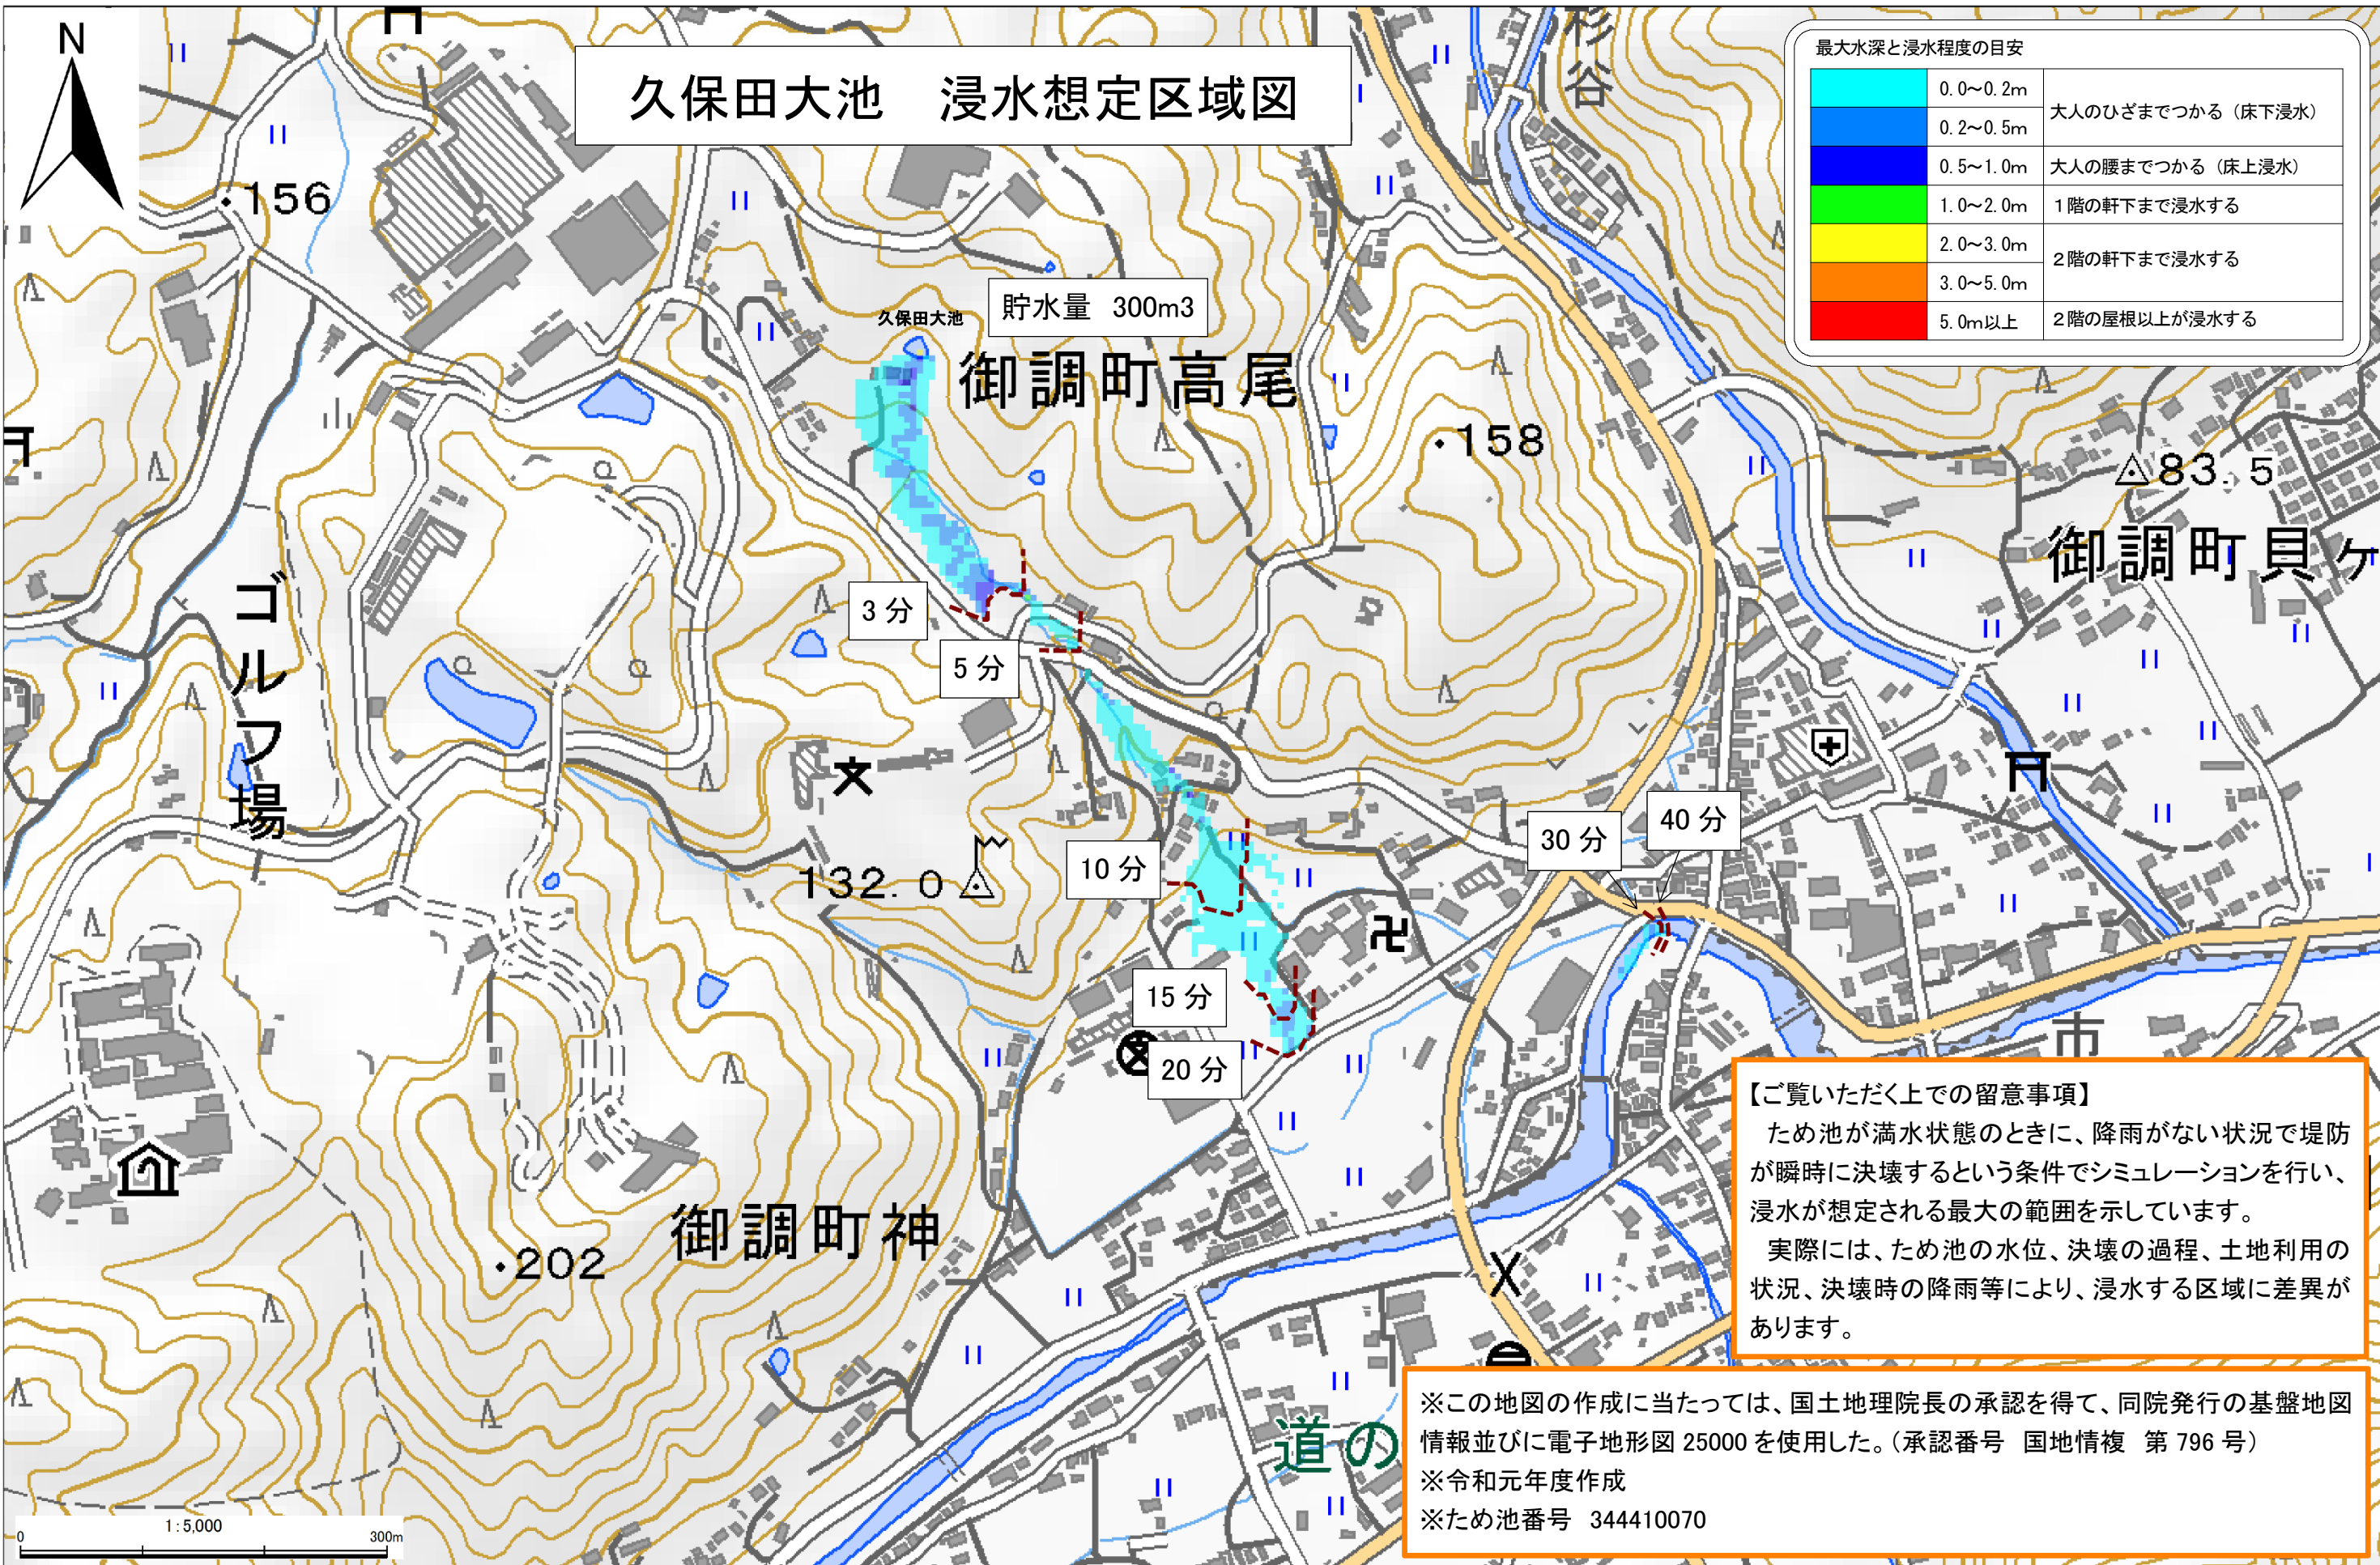 N
久保田大池　浸水想定区域図
最大水深と浸水程度の目安
0.0～0.2m
大人のひざまでつかる（床下浸水）
0.2～0.5m
0.5～1.0m　大人の腰までつかる（床上浸水）
1.0～2.0m　1階の軒下まで浸水する
2.0～3.0m
2階の軒下まで浸水する
3.0～5.0m
5.0m以上　2階の屋根以上が浸水する
杉谷
156
久保田大池
貯水量　300m3
御調町高尾
158
83.5
御調町貝ケ
ゴルフ場
3分
5分
132.0
10分
30分
40分
15分
20分
市
202
御調町神
道の
【ご覧いただく上での留意事項】
ため池が満水状態のときに、降雨がない状況で堤防
が瞬時に決壊するという条件でシミュレーションを行い、
浸水が想定される最大の範囲を示しています。
実際には、ため池の水位、決壊の過程、土地利用の
状況、決壊時の降雨等により、浸水する区域に差異が
あります。
※この地図の作成に当たっては、国土地理院長の承認を得て、同院発行の基盤地図
情報並びに電子地形図25000を使用した。（承認番号　国地情複　第796号）
※令和元年度作成
※ため池番号　344410070
1:5,000
0　300m